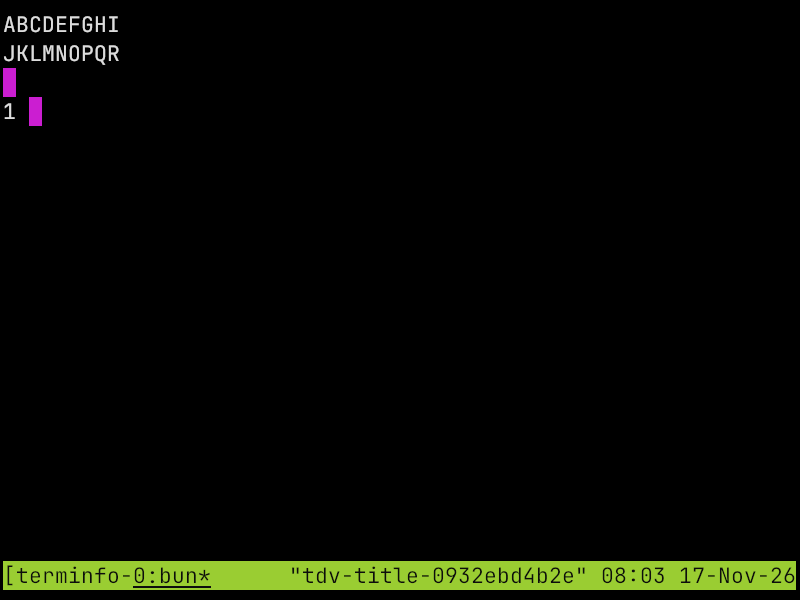 ABCDEFGHI
JKLMNOPQR
1
[terminfo-0:bun* "tdv-title-0932ebd4b2e" 08:03 17-Nov-26